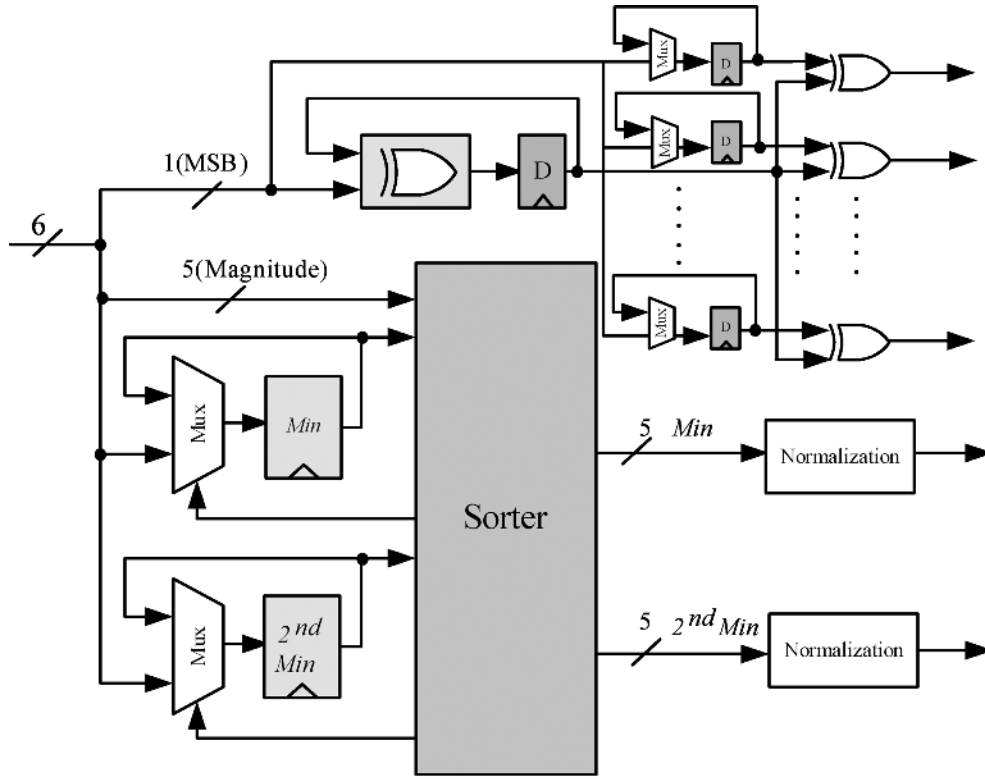 Mux
D
1(MSB)
D
Mux
D
6
5(Magnitude)
Mux
D
Mux
Min
5 Min
Normalization
Sorter
Mux
2nd
Min
5 2nd Min
Normalization